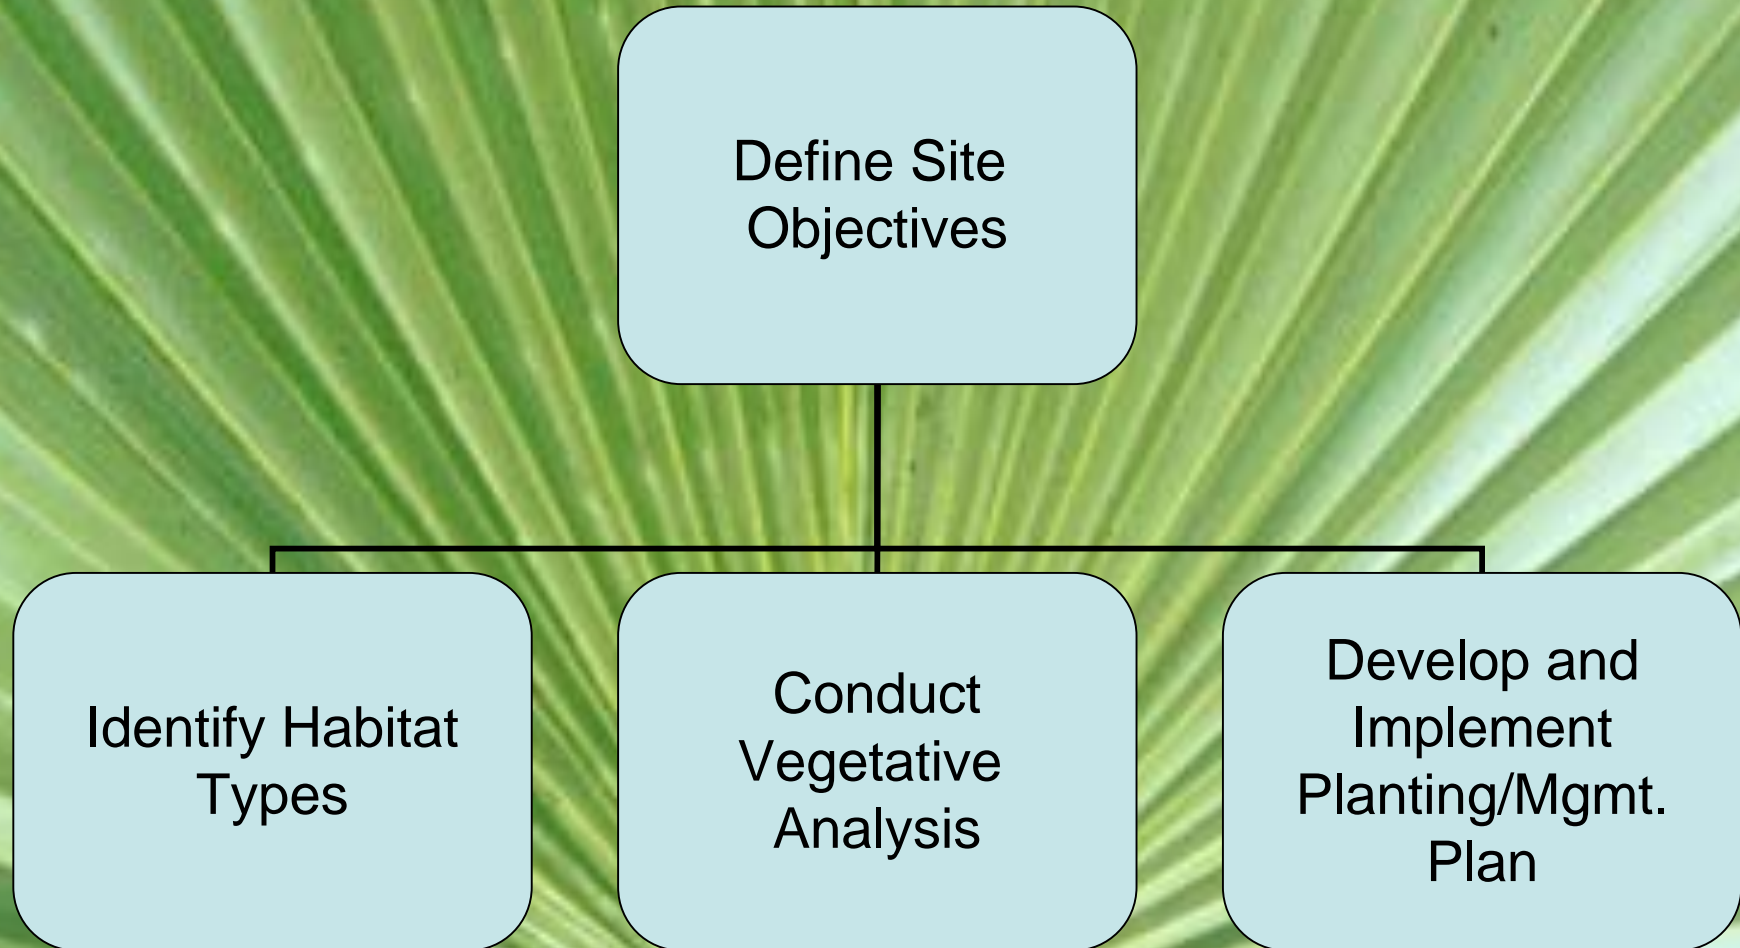 Define Site
Objectives
Identify Habitat
Types
Conduct
Vegetative
Analysis
Develop and
Implement
Planting/Mgmt.
Plan